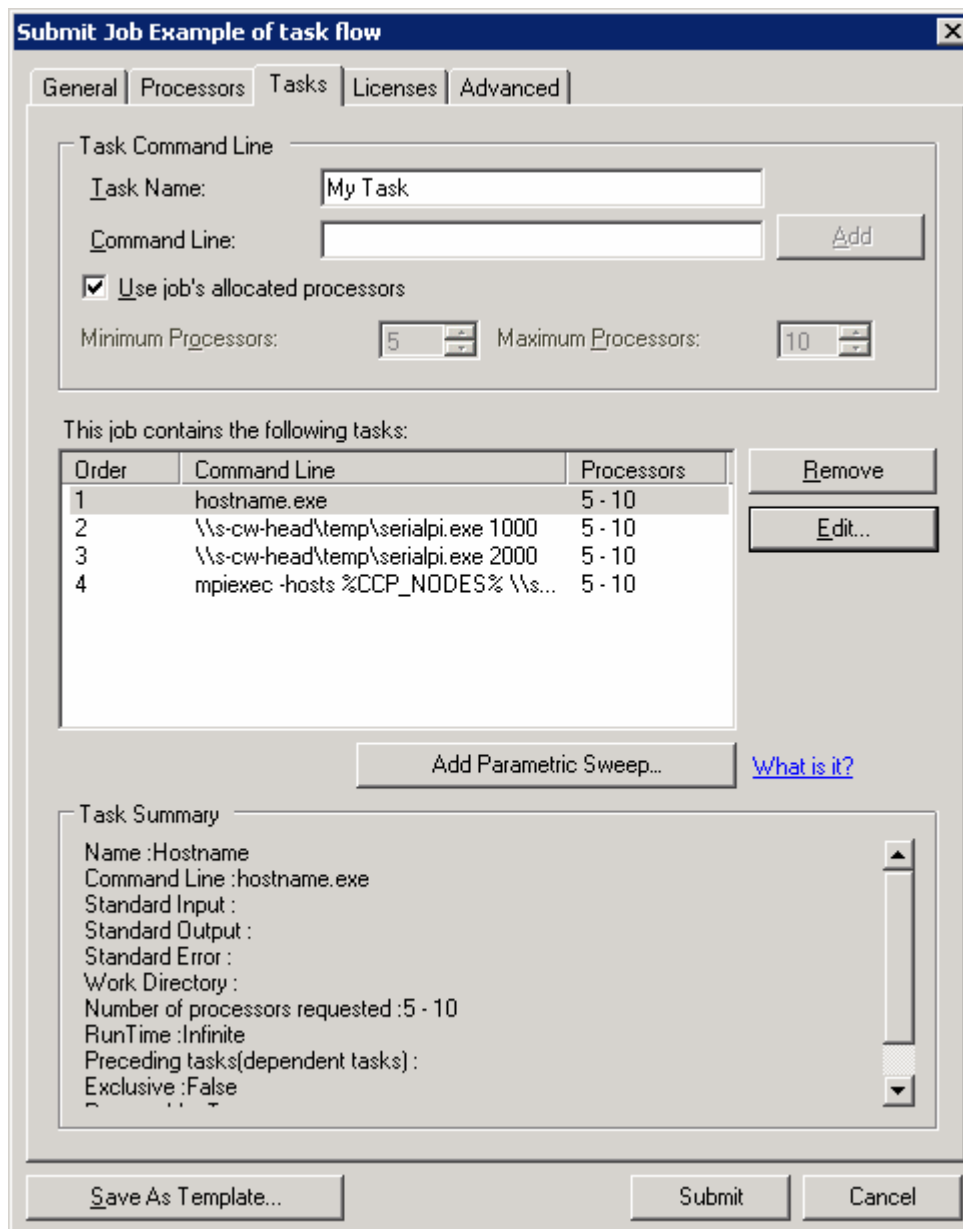 Submit Job Example of task flow
General Processors Tasks Licenses Advanced
Task Command Line
Task Name: My Task
Command Line: Add
Use job's allocated processors
Minimum Processors: 5 Maximum Processors: 10
This job contains the following tasks:
Order Command Line Processors
1 hostname.exe 5 - 10
2 \\s-cw-head\temp\serialpi.exe 1000 5 - 10
3 \\s-cw-head\temp\serialpi.exe 2000 5 - 10
4 mpiexec -hosts %CCP_NODES% \\s... 5 - 10
Remove
Edit...
Add Parametric Sweep... What is it?
Task Summary
Name :Hostname
Command Line :hostname.exe
Standard Input :
Standard Output :
Standard Error :
Work Directory :
Number of processors requested :5 - 10
RunTime :Infinite
Preceding tasks(dependent tasks) :
Exclusive :False
Save As Template... Submit Cancel